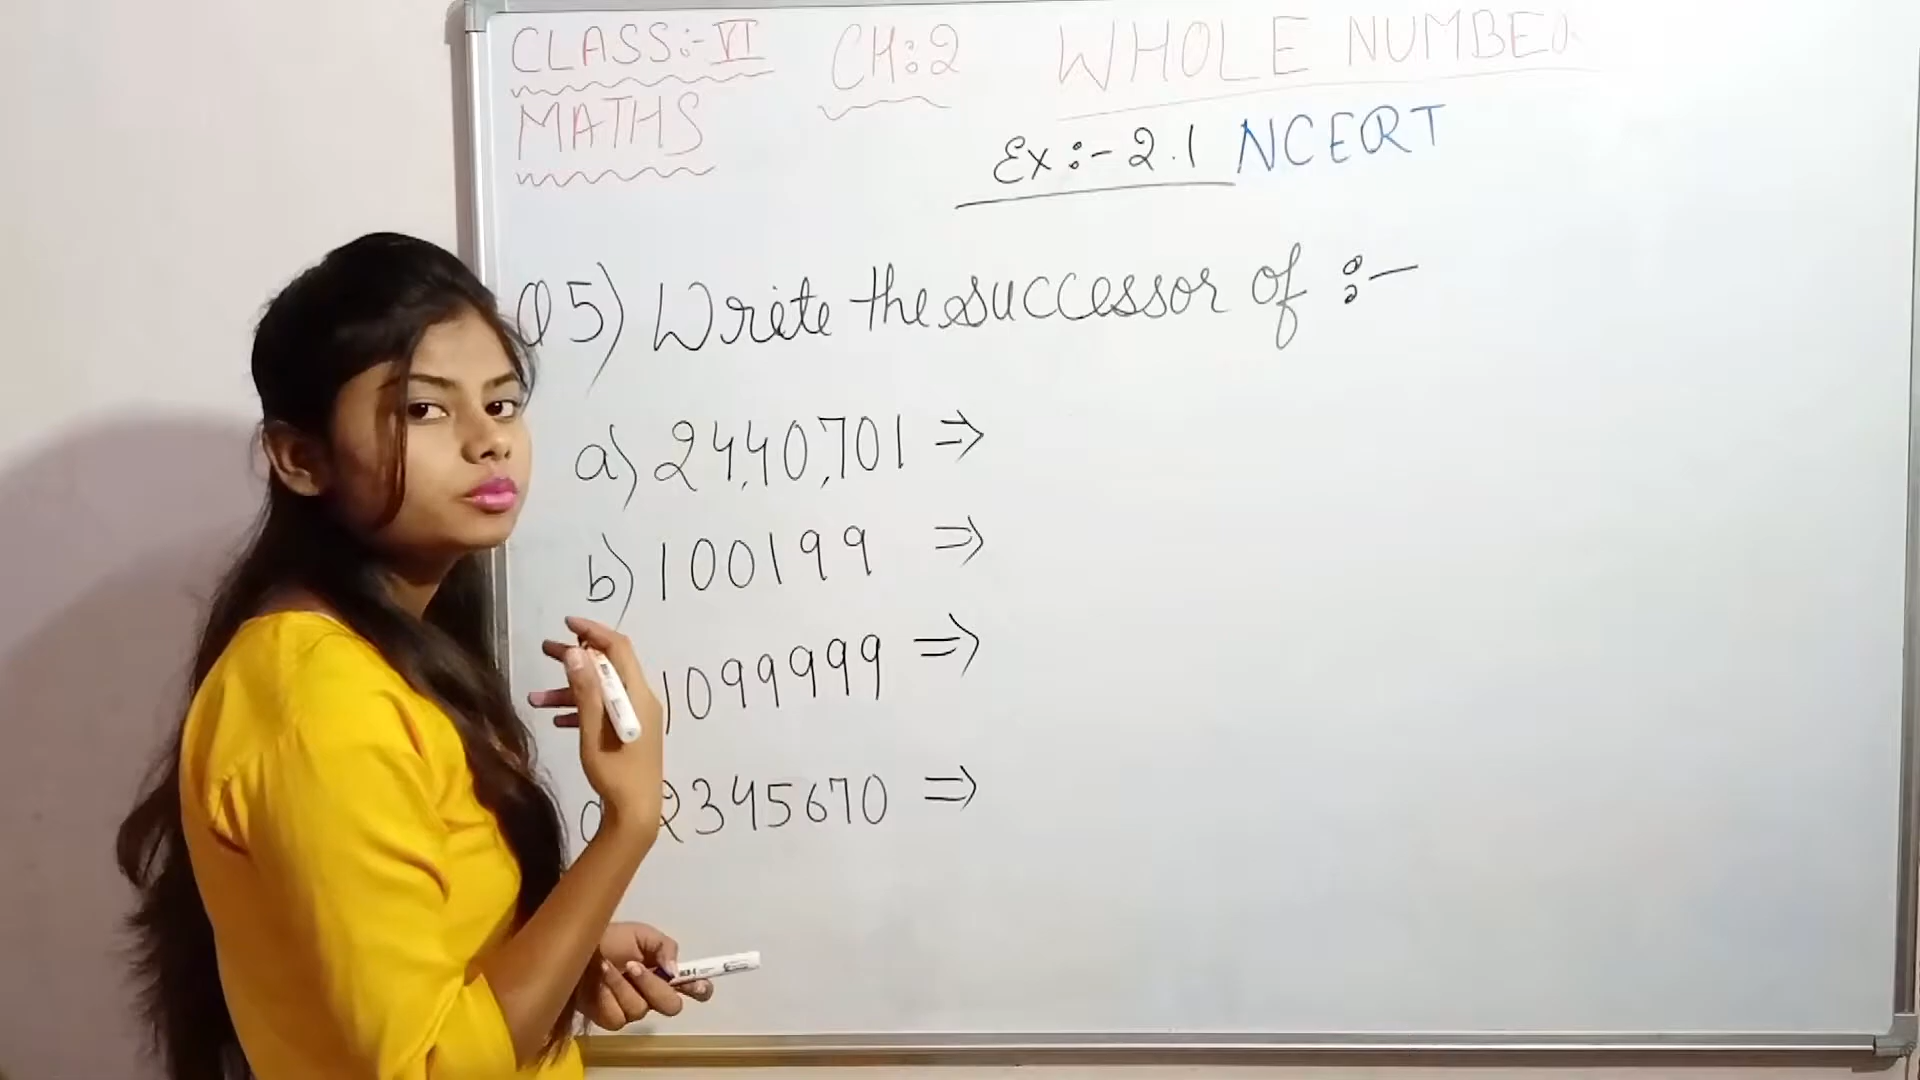 CLASS:-VI CH:2 WHOLE NUMBER
MATHS
Ex:-2.1 NCERT
Q5) Write the successor of :-
a) 24,40,701 ⇒
b) 100199 ⇒
1099999 ⇒
d 2345670 ⇒